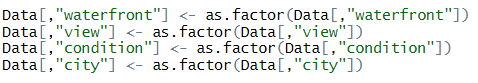 Data[,"waterfront"] <- as.factor(Data[,"waterfront"])
Data[,"view"] <- as.factor(Data[,"view"])
Data[,"condition"] <- as.factor(Data[,"condition"])
Data[,"city"] <- as.factor(Data[,"city"])